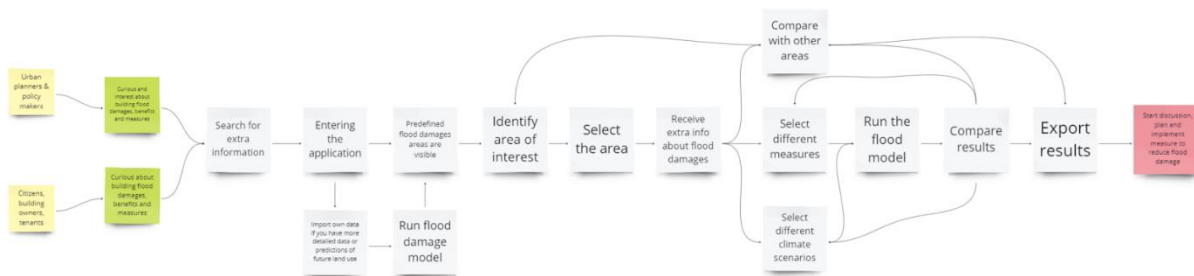 Urban
planners &
policy
makers
Curious and
interest about
building flood
damages, benefits
and measures
Citizens,
building
owners,
tenants
Curious about
building flood
damages,
benefits and
measures
Search for
extra
information
Entering
the
application
Import own data
if you have more
detailed data or
predictions of
future land use
Run flood
damage
model
Predefined
flood damages
areas are
visible
Identify
area of
interest
Select
the area
Receive
extra info
about flood
damages
Compare
with other
areas
Select
different
measures
Select
different
climate
scenarios
Run the
flood
model
Compare
results
Export
results
Start discussion,
plan and
implement
measure to
reduce flood
damage